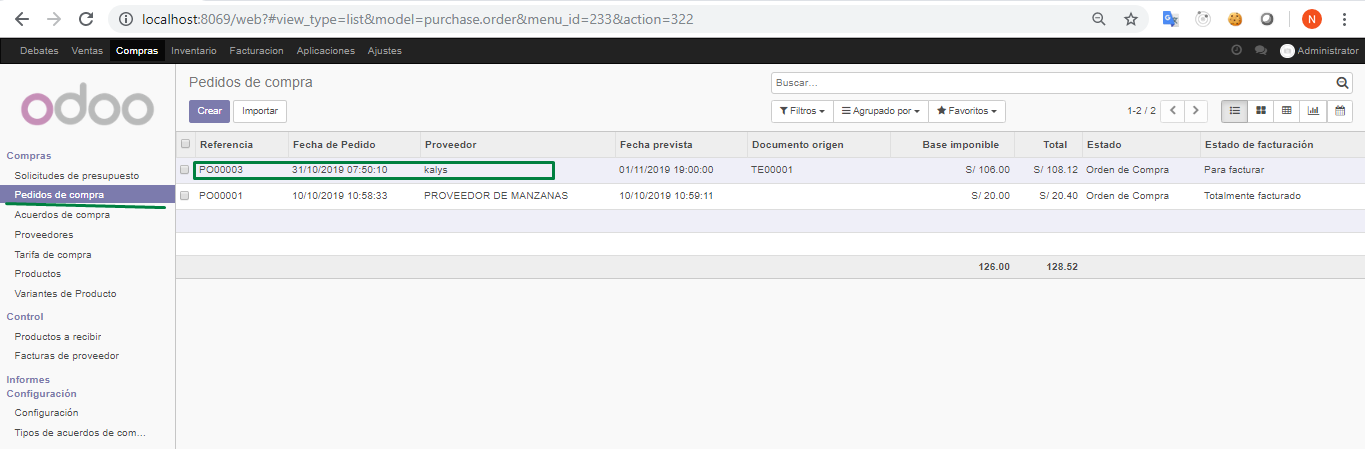 localhost:8069/web?#view_type=list&model=purchase.order&menu_id=233&action=322
N
Debates Ventas Compras Inventario Facturacion Aplicaciones Ajustes Administrator
odoo
Pedidos de compra
Buscar...
Crear Importar
Filtros Agrupado por Favoritos 1-2 / 2
Compras
Solicitudes de presupuesto
Pedidos de compra
Acuerdos de compra
Proveedores
Tarifa de compra
Productos
Variantes de Producto
Control
Productos a recibir
Facturas de proveedor
Informes
Configuración
Configuración
Tipos de acuerdos de com...
Referencia Fecha de Pedido Proveedor Fecha prevista Documento origen Base imponible Total Estado Estado de facturación
PO00003 31/10/2019 07:50:10 kalys 01/11/2019 19:00:00 TE00001 S/ 106.00 S/ 108.12 Orden de Compra Para facturar
PO00001 10/10/2019 10:58:33 PROVEEDOR DE MANZANAS 10/10/2019 10:59:11 S/ 20.00 S/ 20.40 Orden de Compra Totalmente facturado
126.00 128.52